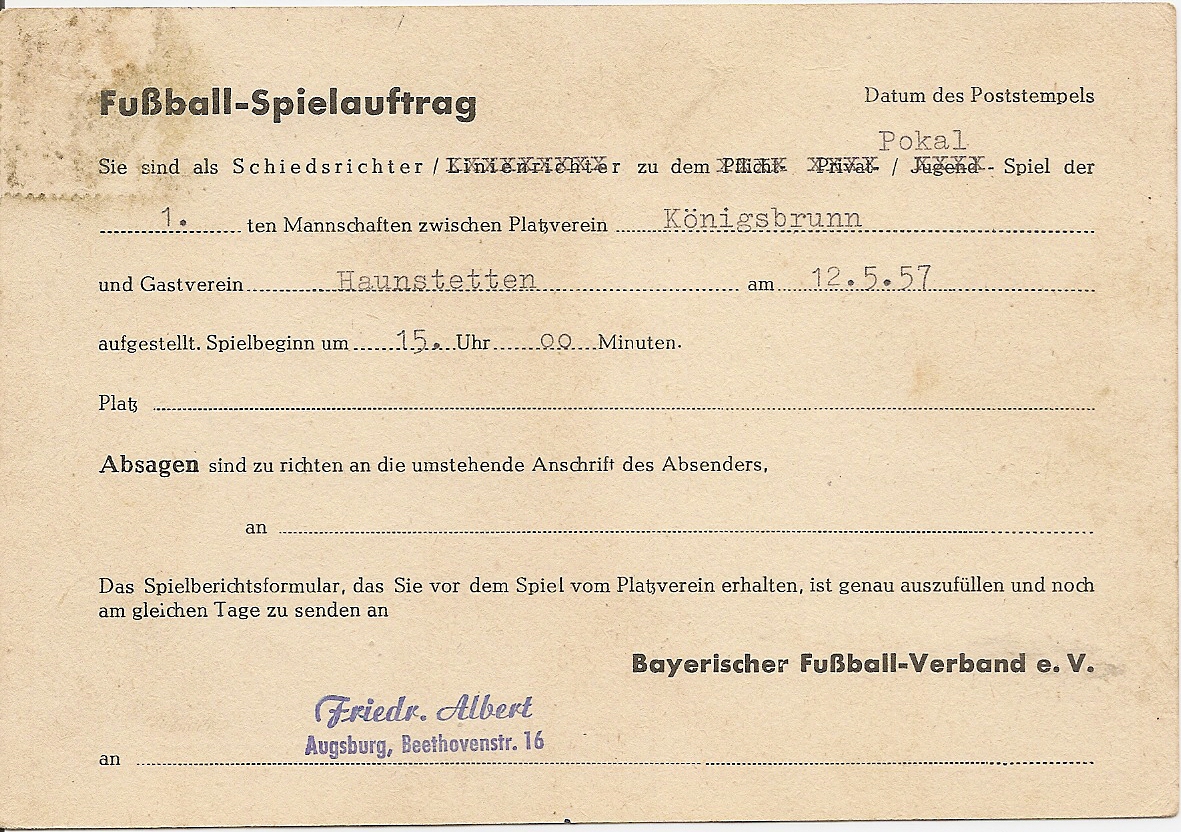 Fußball-Spielauftrag
Datum des Poststempels
Pokal
Sie sind als Schiedsrichter / Linienrichter zu dem Pflicht- Privat- / Jugend- Spiel der
1. ten Mannschaften zwischen Platzverein Königsbrunn
und Gastverein Haunstetten am 12.5.57
aufgestellt. Spielbeginn um 15. Uhr 00 Minuten.
Platz
Absagen sind zu richten an die umstehende Anschrift des Absenders,
an
Das Spielberichtsformular, das Sie vor dem Spiel vom Platzverein erhalten, ist genau auszufüllen und noch
am gleichen Tage zu senden an
Bayerischer Fußball-Verband e. V.
Friedr. Albert
Augsburg, Beethovenstr. 16
an